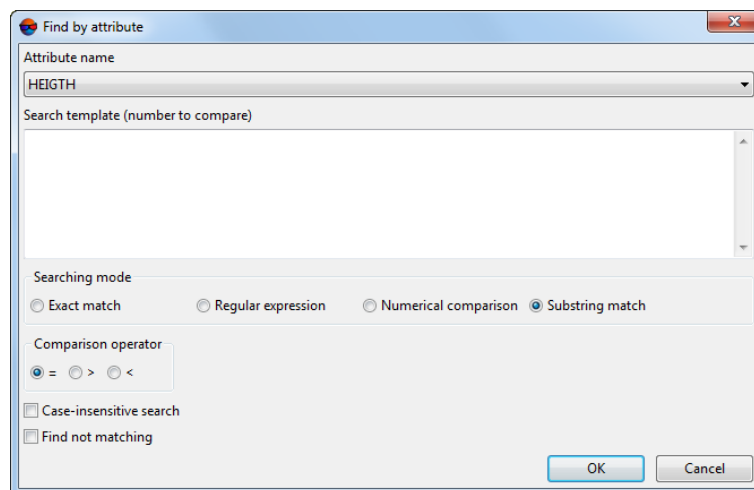 Find by attribute
Attribute name
HEIGTH
Search template (number to compare)
Searching mode
Exact match Regular expression Numerical comparison Substring match
Comparison operator
= > <
Case-insensitive search
Find not matching
OK Cancel